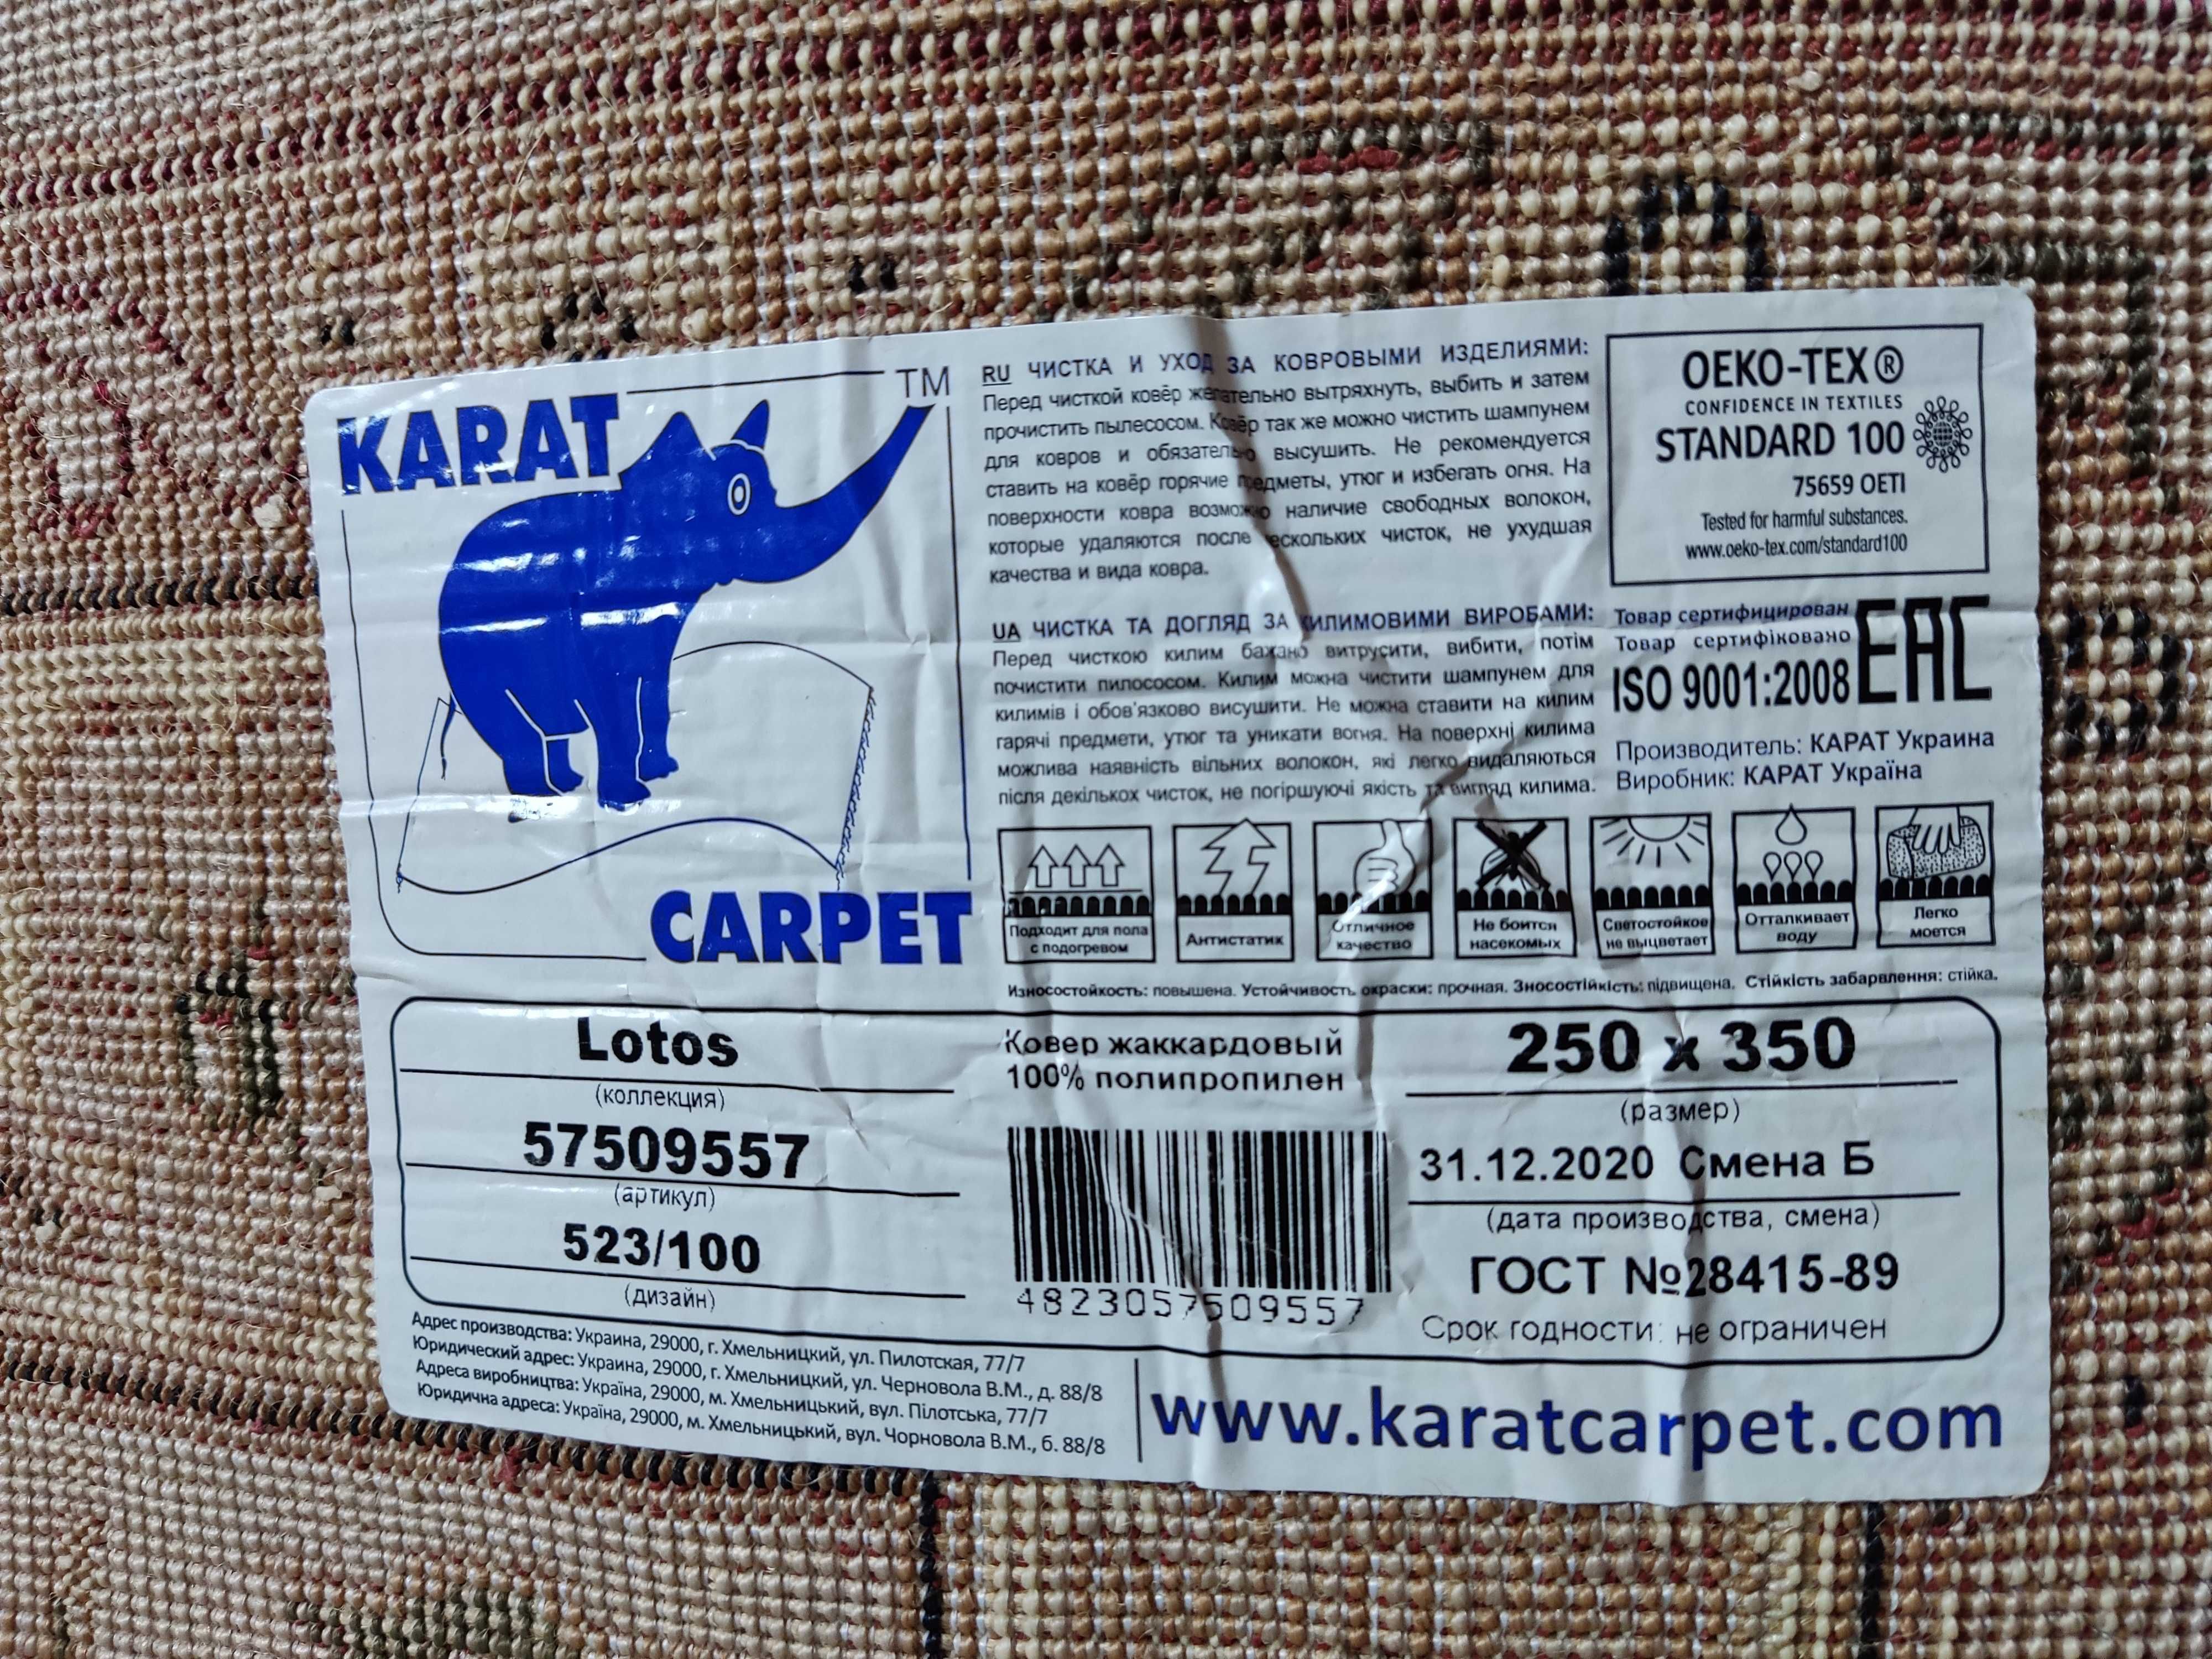 KARAT
TM
CARPET
RU ЧИСТКА И УХОД ЗА КОВРОВЫМИ ИЗДЕЛИЯМИ:
Перед чисткой ковёр желательно вытряхнуть, выбить и затем
прочистить пылесосом. Ковёр так же можно чистить шампунем
для ковров и обязательно высушить. Не рекомендуется
ставить на ковёр горячие предметы, утюг и избегать огня. На
поверхности ковра возможно наличие свободных волокон,
которые удаляются после нескольких чисток, не ухудшая
качества и вида ковра.
UA ЧИСТКА ТА ДОГЛЯД ЗА КИЛИМОВИМИ ВИРОБАМИ:
Перед чисткою килим бажано витрусити, вибити, потім
почистити пилососом. Килим можна чистити шампунем для
килимів і обов'язково висушити. Не можна ставити на килим
гарячі предмети, утюг та уникати вогня. На поверхні килима
можлива наявність вільних волокон, які легко видаляються
після декількох чисток, не погіршуючі якість та вигляд килима.
OEKO-TEX®
CONFIDENCE IN TEXTILES
STANDARD 100
75659 OETI
Tested for harmful substances.
www.oeko-tex.com/standard100
Товар сертифицирован
Товар сертифіковано
ISO 9001:2008
EAC
Производитель: КАРАТ Украина
Виробник: КАРАТ Україна
Подходит для пола
с подогревом
Антистатик
Отличное
качество
Не боится
насекомых
Светостойкое
не выцветает
Отталкивает
воду
Легко
моется
Износостойкость: повышена. Устойчивость окраски: прочная. Зносостійкість: підвищена. Стійкість забарвлення: стійка.
Lotos
(коллекция)
57509557
(артикул)
523/100
(дизайн)
Ковер жаккардовый
100% полипропилен
4823057509557
250 x 350
(размер)
31.12.2020 Смена Б
(дата производства, смена)
ГОСТ №28415-89
Срок годности: не ограничен
Адрес производства: Украина, 29000, г. Хмельницкий, ул. Пилотская, 77/7
Юридический адрес: Украина, 29000, г. Хмельницкий, ул. Черновола В.М., д. 88/8
Адреса виробництва: Україна, 29000, м. Хмельницький, вул. Пілотська, 77/7
Юридична адреса: Україна, 29000, м. Хмельницький, вул. Чорновола В.М., б. 88/8
www.karatcarpet.com